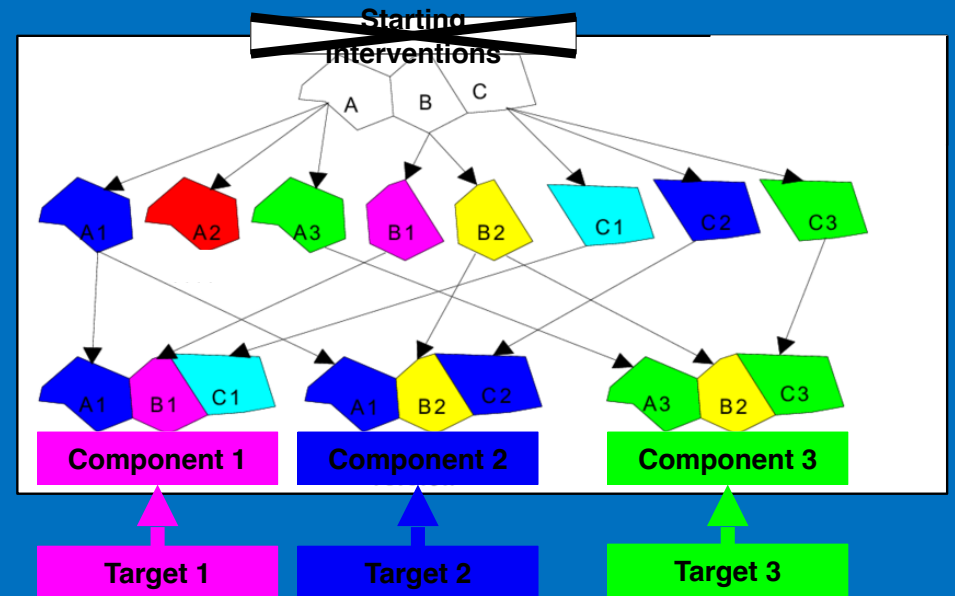 Starting
Interventions
A B C
A1 A2 A3 B1 B2 C1 C2 C3
A1 B1 C1 A1 B2 C2 A3 B2 C3
Component 1 Component 2 Component 3
Target 1 Target 2 Target 3